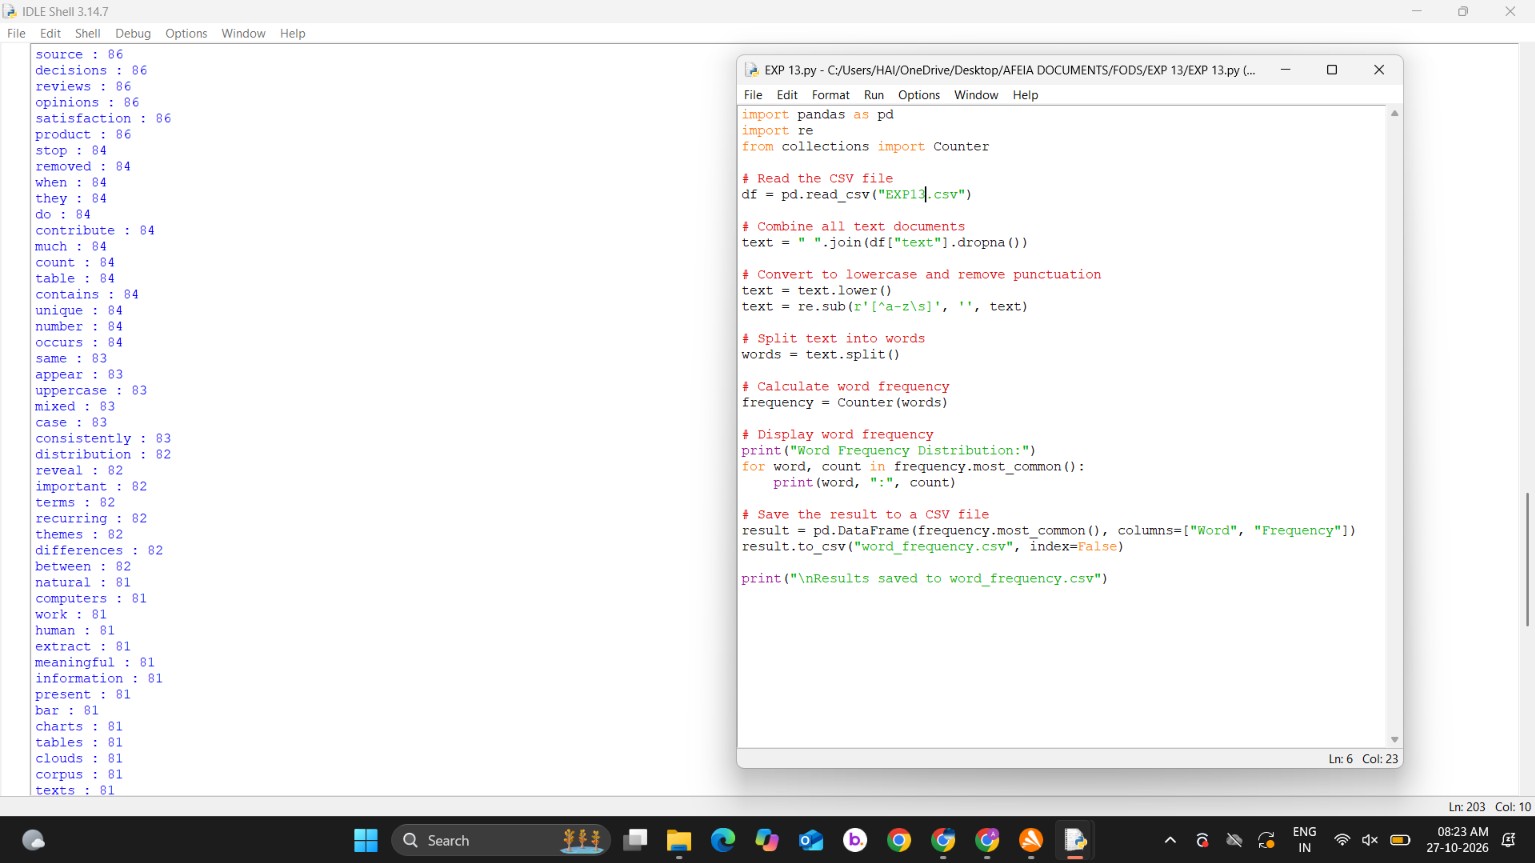 IDLE Shell 3.14.7
File Edit Shell Debug Options Window Help
source : 86
decisions : 86
reviews : 86
opinions : 86
satisfaction : 86
product : 86
stop : 84
removed : 84
when : 84
they : 84
do : 84
contribute : 84
much : 84
count : 84
table : 84
contains : 84
unique : 84
number : 84
occurs : 84
same : 83
appear : 83
uppercase : 83
mixed : 83
case : 83
consistently : 83
distribution : 82
reveal : 82
important : 82
terms : 82
recurring : 82
themes : 82
differences : 82
between : 82
natural : 81
computers : 81
work : 81
human : 81
extract : 81
meaningful : 81
information : 81
present : 81
bar : 81
charts : 81
tables : 81
clouds : 81
corpus : 81
texts : 81
EXP 13.py - C:/Users/HAI/OneDrive/Desktop/AFEIA DOCUMENTS/FODS/EXP 13/EXP 13.py (...
File Edit Format Run Options Window Help
import pandas as pd
import re
from collections import Counter
# Read the CSV file
df = pd.read_csv("EXP13.csv")
# Combine all text documents
text = " ".join(df["text"].dropna())
# Convert to lowercase and remove punctuation
text = text.lower()
text = re.sub(r'[^a-z\s]', '', text)
# Split text into words
words = text.split()
# Calculate word frequency
frequency = Counter(words)
# Display word frequency
print("Word Frequency Distribution:")
for word, count in frequency.most_common():
    print(word, ":", count)
# Save the result to a CSV file
result = pd.DataFrame(frequency.most_common(), columns=["Word", "Frequency"])
result.to_csv("word_frequency.csv", index=False)
print("\nResults saved to word_frequency.csv")
Ln: 6 Col: 23
Ln: 203 Col: 10
Search
b.
ENG
IN
08:23 AM
27-10-2026